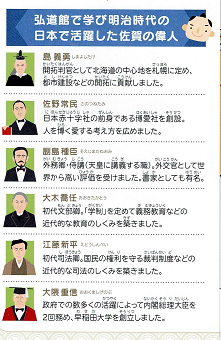 弘道館で学び明治時代の
日本で活躍した佐賀の偉人
島 義勇 しまよしたけ
開拓判官として北海道の中心地を札幌に定め、
都市建設などの開拓に貢献しました。
佐野常民 さのつねたみ
日本赤十字社の前身である博愛社を創設。
人を博く愛する考え方を広めました。
副島種臣 そえじまたねおみ
外務卿・侍講（天皇に講義する職）。外交官として世
界から高い評価を受けました。書家としても有名。
大木喬任 おおきたかとう
初代文部卿。「学制」を定めて義務教育などの
近代的な教育のしくみを築きました。
江藤新平 えとうしんぺい
初代司法卿。国民の権利を守る裁判制度などの
近代的な司法のしくみを築きました。
大隈重信 おおくましげのぶ
政府での数多くの活躍によって内閣総理大臣を
2回務め、早稲田大学を創立しました。